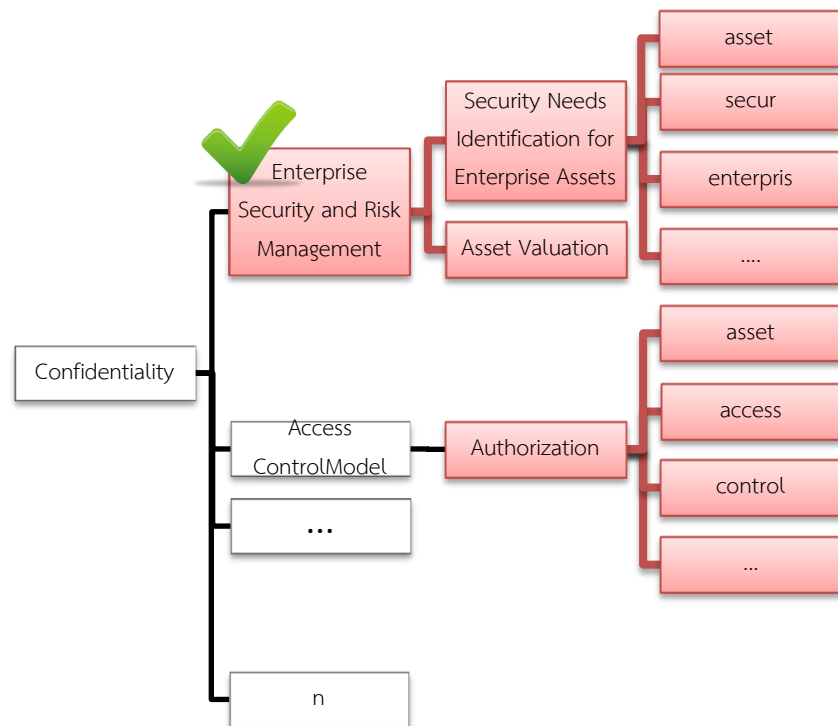 asset
Security Needs
Identification for
Enterprise Assets
secur
Enterprise
Security and Risk
Management
enterpris
Asset Valuation
....
asset
Confidentiality
access
Access
ControlModel
Authorization
control
...
...
n